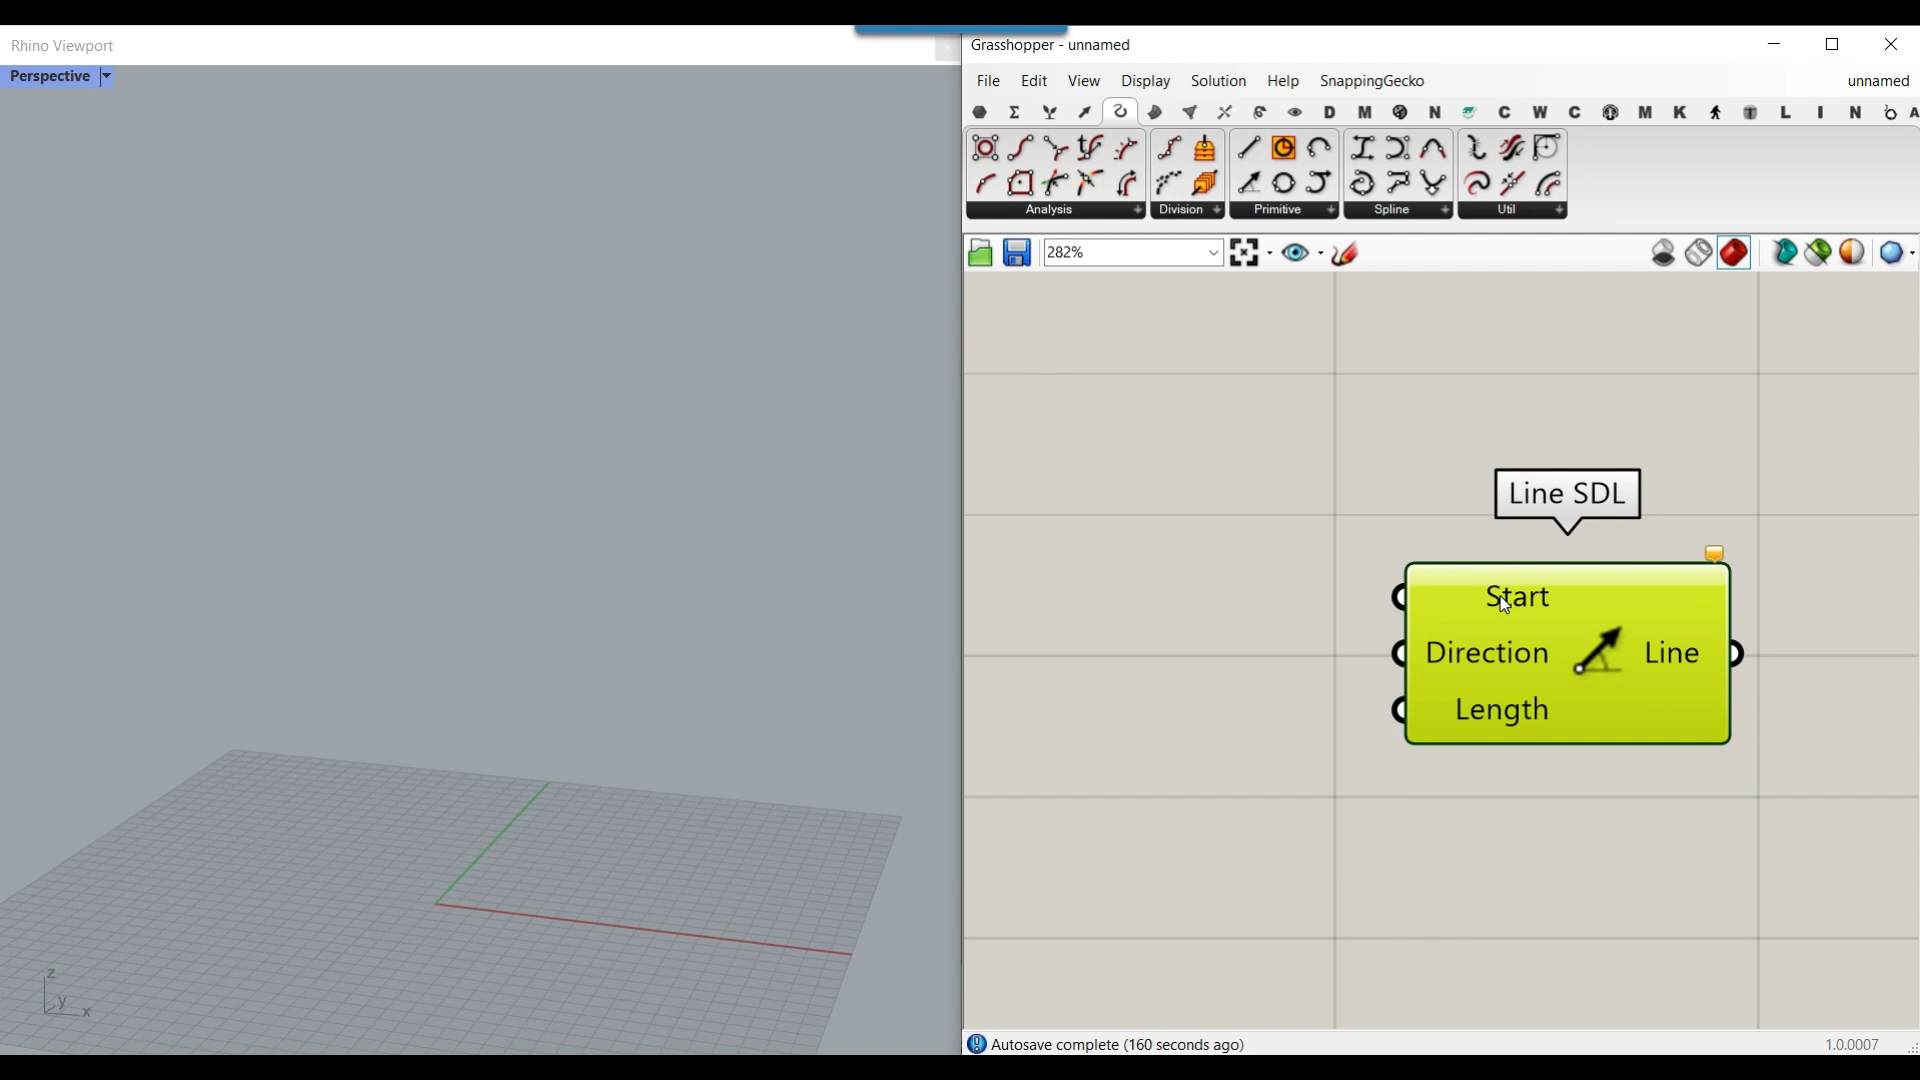 Rhino Viewport
Perspective
z
y
x
Grasshopper - unnamed
File Edit View Display Solution Help SnappingGecko unnamed
D M N C W C M K L I N A
Analysis Division Primitive Spline Util
282%
Line SDL
Start
Direction Line
Length
Autosave complete (160 seconds ago) 1.0.0007